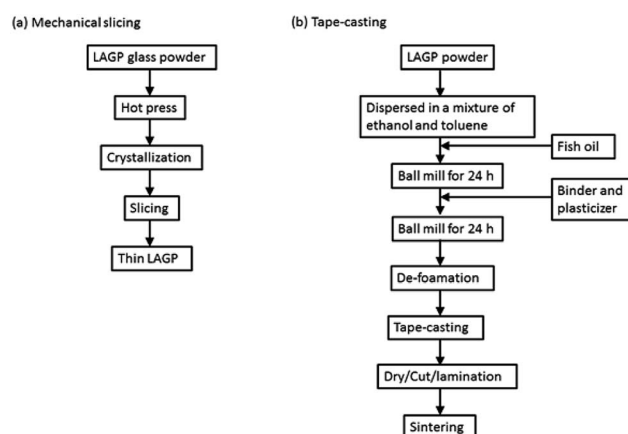 (a) Mechanical slicing
LAGP glass powder
Hot press
Crystallization
Slicing
Thin LAGP
(b) Tape-casting
LAGP powder
Dispersed in a mixture of
ethanol and toluene
Fish oil
Ball mill for 24 h
Binder and
plasticizer
Ball mill for 24 h
De-foamation
Tape-casting
Dry/Cut/lamination
Sintering